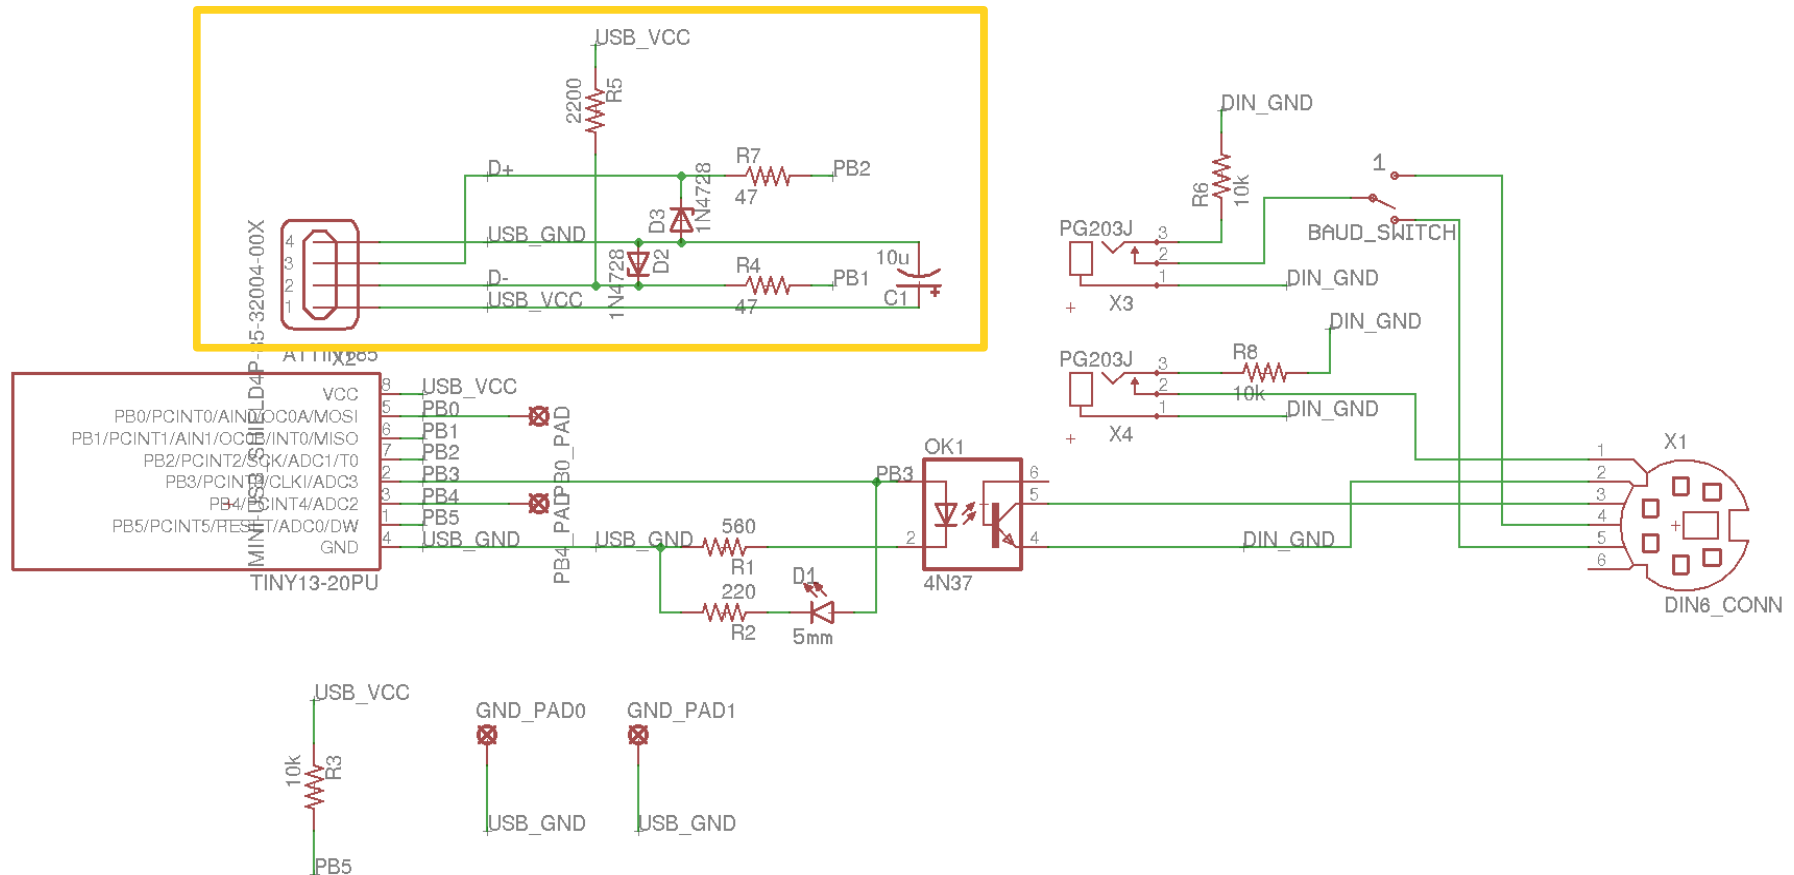 USB_VCC
2200
R5
D+
R7
47
PB2
D3
1N4728
USB_GND
1N4728
D2
D-
R4
47
PB1
USB_VCC
10u
C1
4
3
2
1
MINI-USB_SHIELD4P-85-32004-00X
X2
ATTINY85
VCC
8
USB_VCC
PB0/PCINT0/AIN0/OC0A/MOSI
5
PB0
PB1/PCINT1/AIN1/OC0B/INT0/MISO
6
PB1
PB2/PCINT2/SCK/ADC1/T0
7
PB2
PB3/PCINT3/CLKI/ADC3
2
PB3
PB4/PCINT4/ADC2
3
PB4
PB5/PCINT5/RESET/ADC0/DW
1
PB5
GND
4
USB_GND
TINY13-20PU
PB0_PAD
PB4_PAD
USB_GND
560
R1
220
R2
D1
5mm
PB3
OK1
6
5
4
2
4N37
DIN_GND
DIN_GND
R6
10k
1
BAUD_SWITCH
PG203J
3
2
1
X3
DIN_GND
DIN_GND
PG203J
3
2
1
X4
R8
10k
DIN_GND
X1
1
2
3
4
5
6
DIN6_CONN
USB_VCC
10k
R3
PB5
GND_PAD0
USB_GND
GND_PAD1
USB_GND